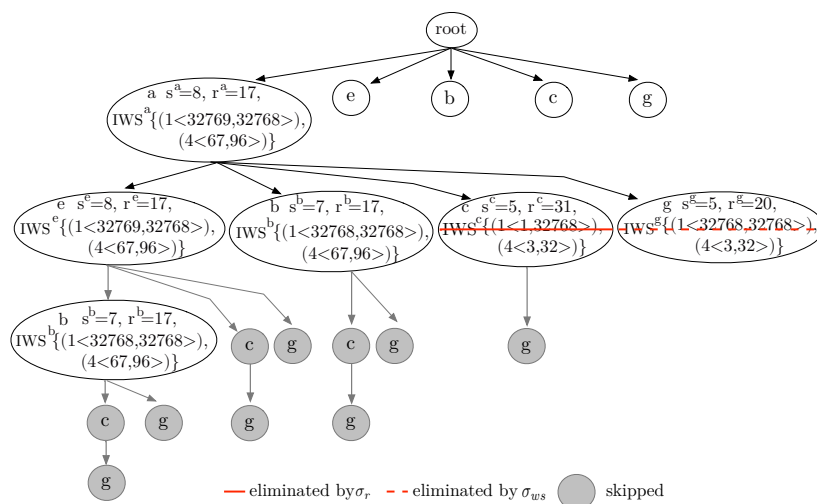 root
a s^a=8, r^a=17,
IWS^a{(1<32769,32768>),
(4<67,96>)}
e
b
c
g
e s^e=8, r^e=17,
IWS^e{(1<32769,32768>),
(4<67,96>)}
b s^b=7, r^b=17,
IWS^b{(1<32768,32768>),
(4<67,96>)}
c s^c=5, r^c=31,
IWS^c{(1<1,32768>),
(4<3,32>)}
g s^g=5, r^g=20,
IWS^g{(1<32768,32768>),
(4<3,32>)}
b s^b=7, r^b=17,
IWS^b{(1<32768,32768>),
(4<67,96>)}
c
g
c
g
g
c
g
g
g
g
eliminated by σ_r
eliminated by σ_ws
skipped